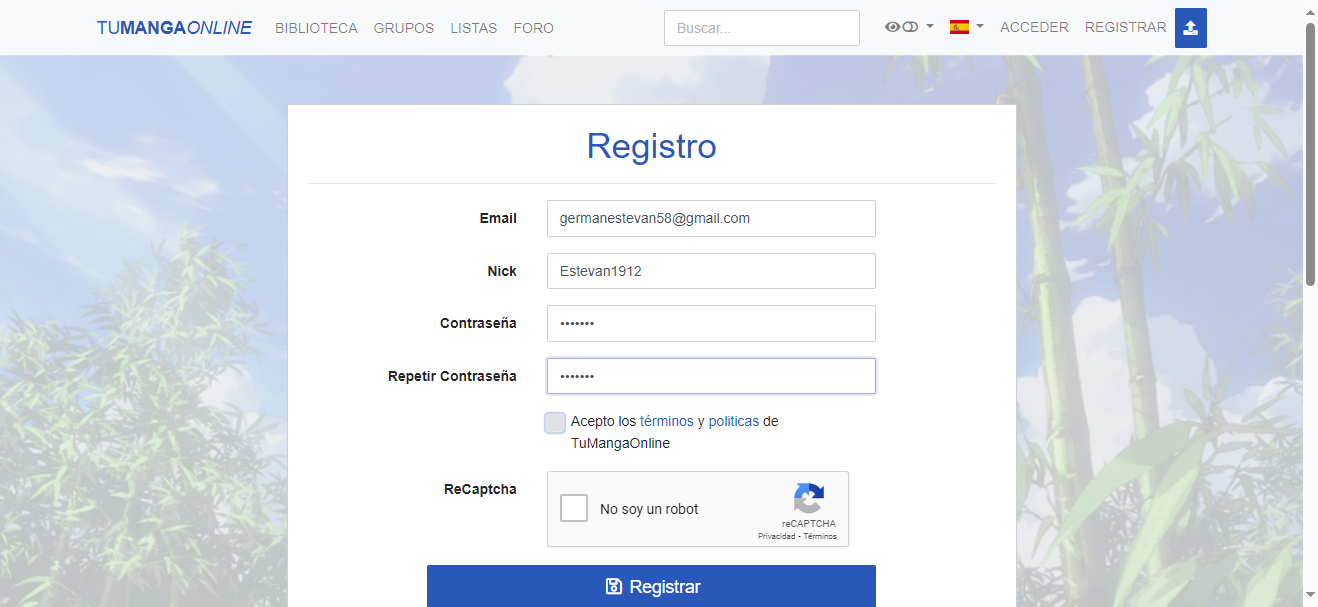 TUMANGAONLINE BIBLIOTECA GRUPOS LISTAS FORO Buscar... ACCEDER REGISTRAR
Registro
Email germanestevan58@gmail.com
Nick Estevan1912
Contraseña •••••••
Repetir Contraseña •••••••
Acepto los términos y politicas de
TuMangaOnline
ReCaptcha
No soy un robot
reCAPTCHA
Privacidad - Términos
Registrar